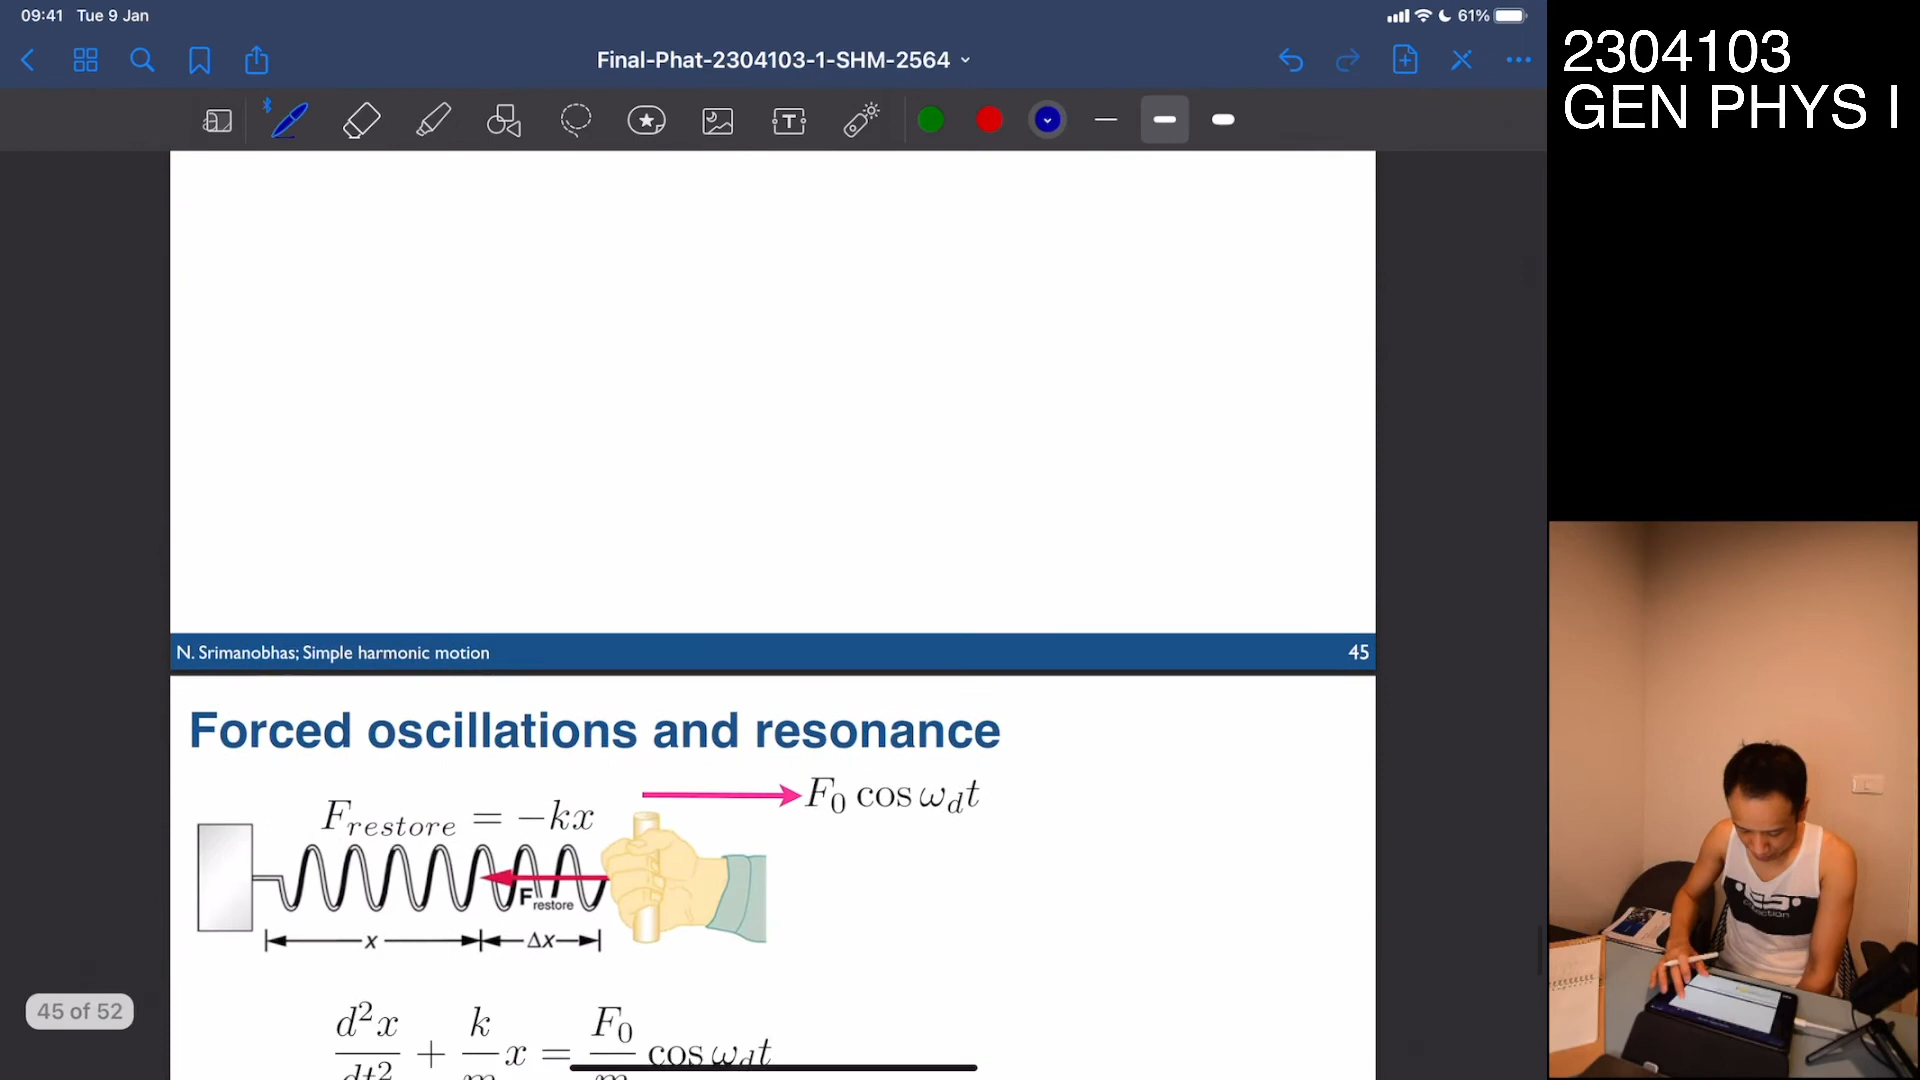 09:41 Tue 9 Jan
61%
Final-Phat-2304103-1-SHM-2564
T
2304103
GEN PHYS I
N. Srimanobhas; Simple harmonic motion 45
Forced oscillations and resonance
F_{restore} = −kx
F_0 cos ω_d t
F restore
x Δx
d²x/dt² + k/m x = F_0/m cos ω_d t
45 of 52